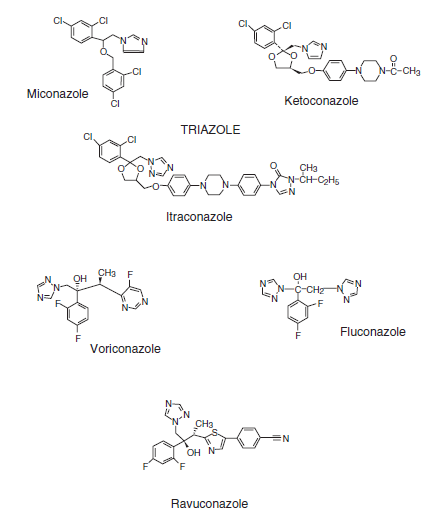 Cl Cl N N O Cl Cl
Miconazole
Cl Cl N N O O O N N O C-CH3
Ketoconazole
TRIAZOLE
Cl Cl N N N O O O N N N O N N CH3 CH-C2H5
Itraconazole
N N N OH CH3 F F F N N
Voriconazole
N N N OH C CH2 N N N F F
Fluconazole
N N N CH3 S N OH F F ≡N
Ravuconazole